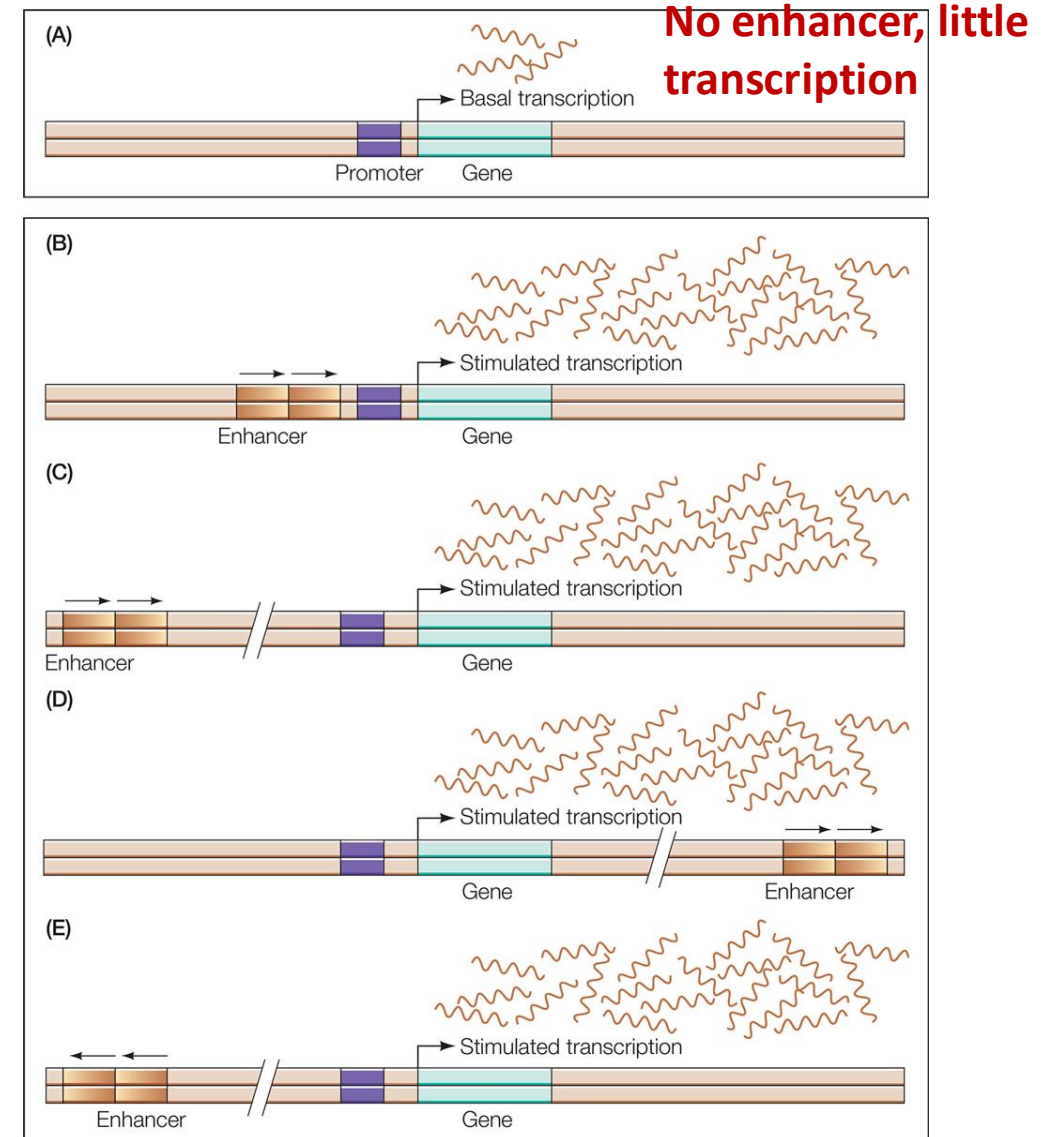 No enhancer, little
transcription
(A)
Basal transcription
Promoter
Gene
(B)
Stimulated transcription
Enhancer
Gene
(C)
Stimulated transcription
Enhancer
Gene
(D)
Stimulated transcription
Gene
Enhancer
(E)
Stimulated transcription
Enhancer
Gene